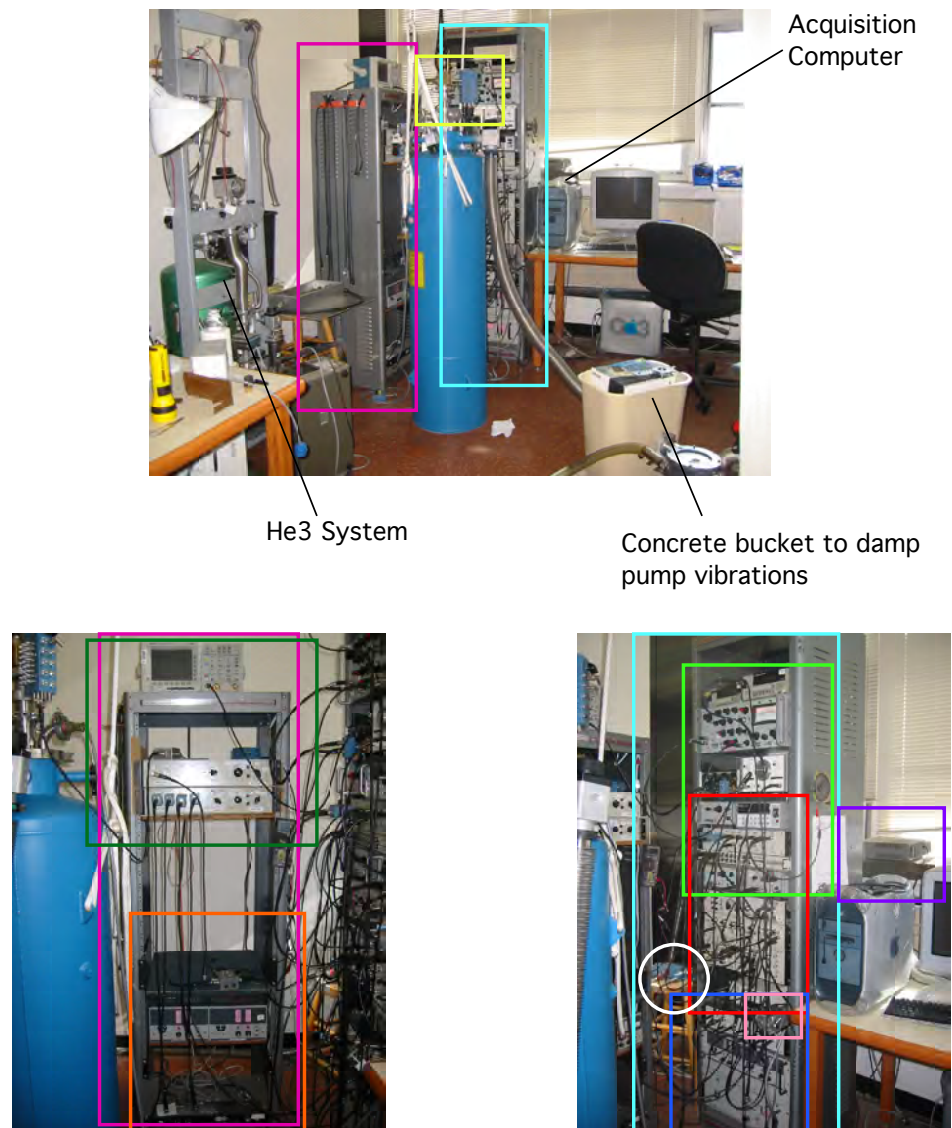 Acquisition
Computer
He3 System
Concrete bucket to damp
pump vibrations